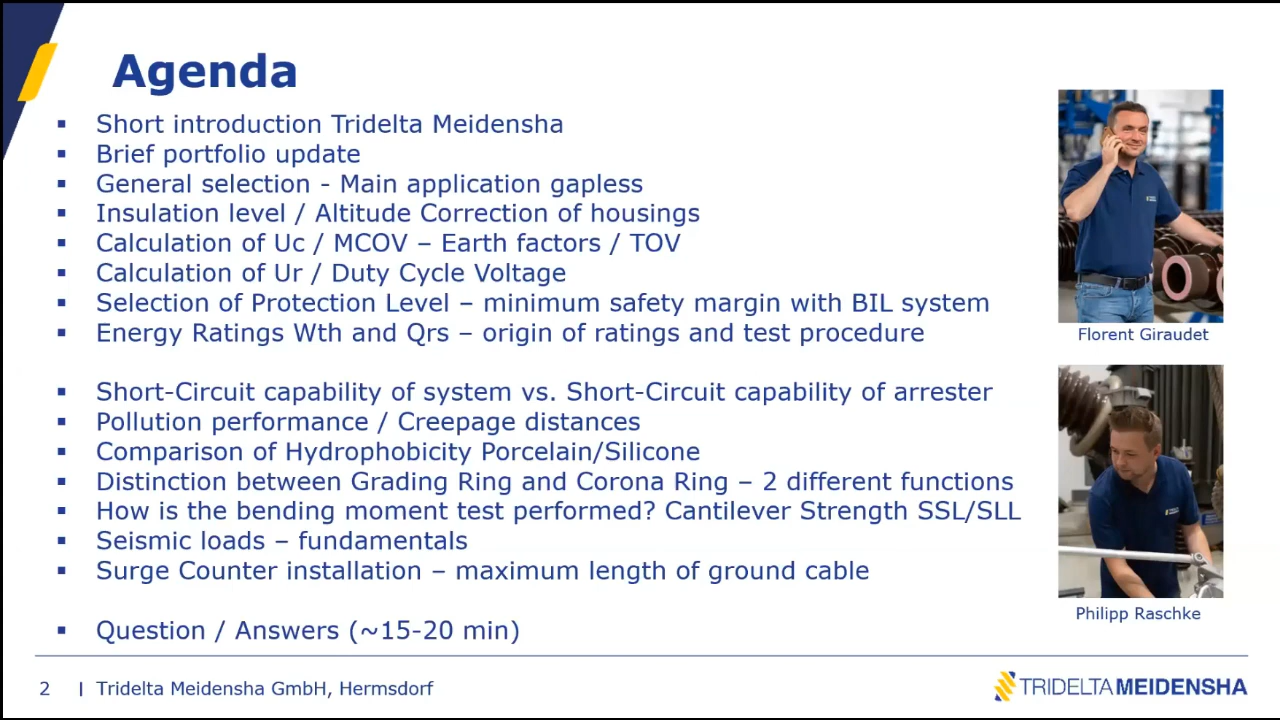 Agenda
▪ Short introduction Tridelta Meidensha
▪ Brief portfolio update
▪ General selection - Main application gapless
▪ Insulation level / Altitude Correction of housings
▪ Calculation of Uc / MCOV – Earth factors / TOV
▪ Calculation of Ur / Duty Cycle Voltage
▪ Selection of Protection Level – minimum safety margin with BIL system
▪ Energy Ratings Wth and Qrs – origin of ratings and test procedure
▪ Short-Circuit capability of system vs. Short-Circuit capability of arrester
▪ Pollution performance / Creepage distances
▪ Comparison of Hydrophobicity Porcelain/Silicone
▪ Distinction between Grading Ring and Corona Ring – 2 different functions
▪ How is the bending moment test performed? Cantilever Strength SSL/SLL
▪ Seismic loads – fundamentals
▪ Surge Counter installation – maximum length of ground cable
▪ Question / Answers (~15-20 min)
Florent Giraudet
Philipp Raschke
2 | Tridelta Meidensha GmbH, Hermsdorf
TRIDELTAMEIDENSHA